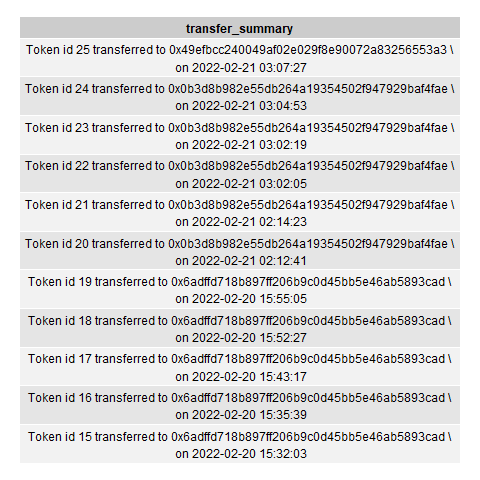 transfer_summary
Token id 25 transferred to 0x49efbcc240049af02e029f8e90072a83256553a3 \
on 2022-02-21 03:07:27
Token id 24 transferred to 0x0b3d8b982e55db264a19354502f947929baf4fae \
on 2022-02-21 03:04:53
Token id 23 transferred to 0x0b3d8b982e55db264a19354502f947929baf4fae \
on 2022-02-21 03:02:19
Token id 22 transferred to 0x0b3d8b982e55db264a19354502f947929baf4fae \
on 2022-02-21 03:02:05
Token id 21 transferred to 0x0b3d8b982e55db264a19354502f947929baf4fae \
on 2022-02-21 02:14:23
Token id 20 transferred to 0x0b3d8b982e55db264a19354502f947929baf4fae \
on 2022-02-21 02:12:41
Token id 19 transferred to 0x6adffd718b897ff206b9c0d45bb5e46ab5893cad \
on 2022-02-20 15:55:05
Token id 18 transferred to 0x6adffd718b897ff206b9c0d45bb5e46ab5893cad \
on 2022-02-20 15:52:27
Token id 17 transferred to 0x6adffd718b897ff206b9c0d45bb5e46ab5893cad \
on 2022-02-20 15:43:17
Token id 16 transferred to 0x6adffd718b897ff206b9c0d45bb5e46ab5893cad \
on 2022-02-20 15:35:39
Token id 15 transferred to 0x6adffd718b897ff206b9c0d45bb5e46ab5893cad \
on 2022-02-20 15:32:03